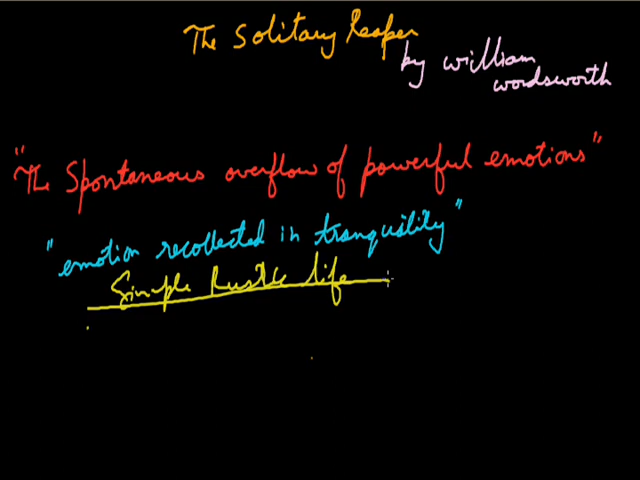 The Solitary Reaper
by william
wordsworth
"The Spontaneous overflow of powerful emotions"
"emotion recollected in tranquility"
Simple Rustic life